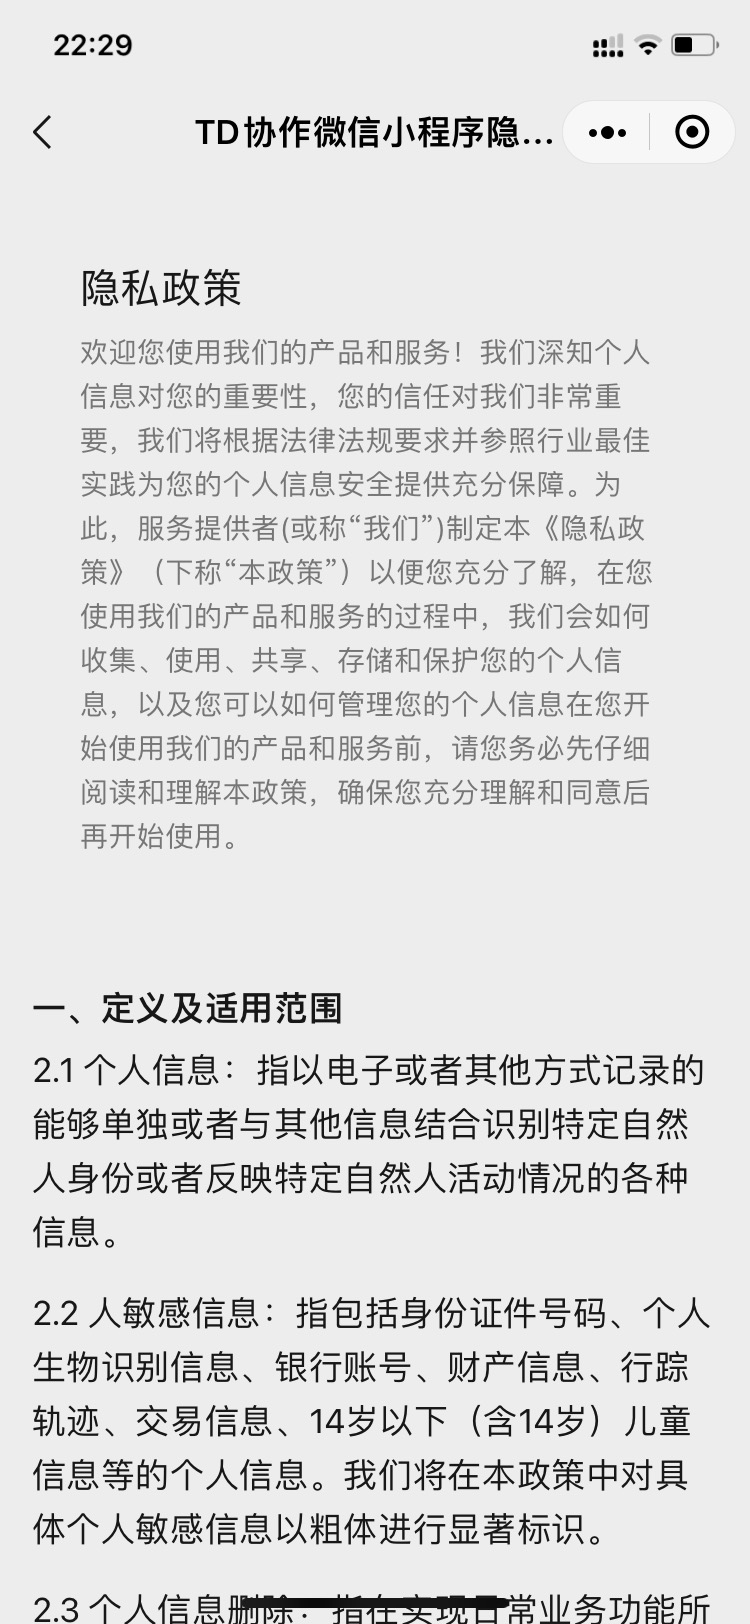 22:29
TD协作微信小程序隐...
隐私政策
欢迎您使用我们的产品和服务！我们深知个人
信息对您的重要性，您的信任对我们非常重
要，我们将根据法律法规要求并参照行业最佳
实践为您的个人信息安全提供充分保障。为
此，服务提供者(或称“我们”)制定本《隐私政
策》（下称“本政策”）以便您充分了解，在您
使用我们的产品和服务的过程中，我们会如何
收集、使用、共享、存储和保护您的个人信
息，以及您可以如何管理您的个人信息在您开
始使用我们的产品和服务前，请您务必先仔细
阅读和理解本政策，确保您充分理解和同意后
再开始使用。
一、定义及适用范围
2.1 个人信息：指以电子或者其他方式记录的
能够单独或者与其他信息结合识别特定自然
人身份或者反映特定自然人活动情况的各种
信息。
2.2 人敏感信息：指包括身份证件号码、个人
生物识别信息、银行账号、财产信息、行踪
轨迹、交易信息、14岁以下（含14岁）儿童
信息等的个人信息。我们将在本政策中对具
体个人敏感信息以粗体进行显著标识。
2.3 个人信息删除：指在实现日常业务功能所